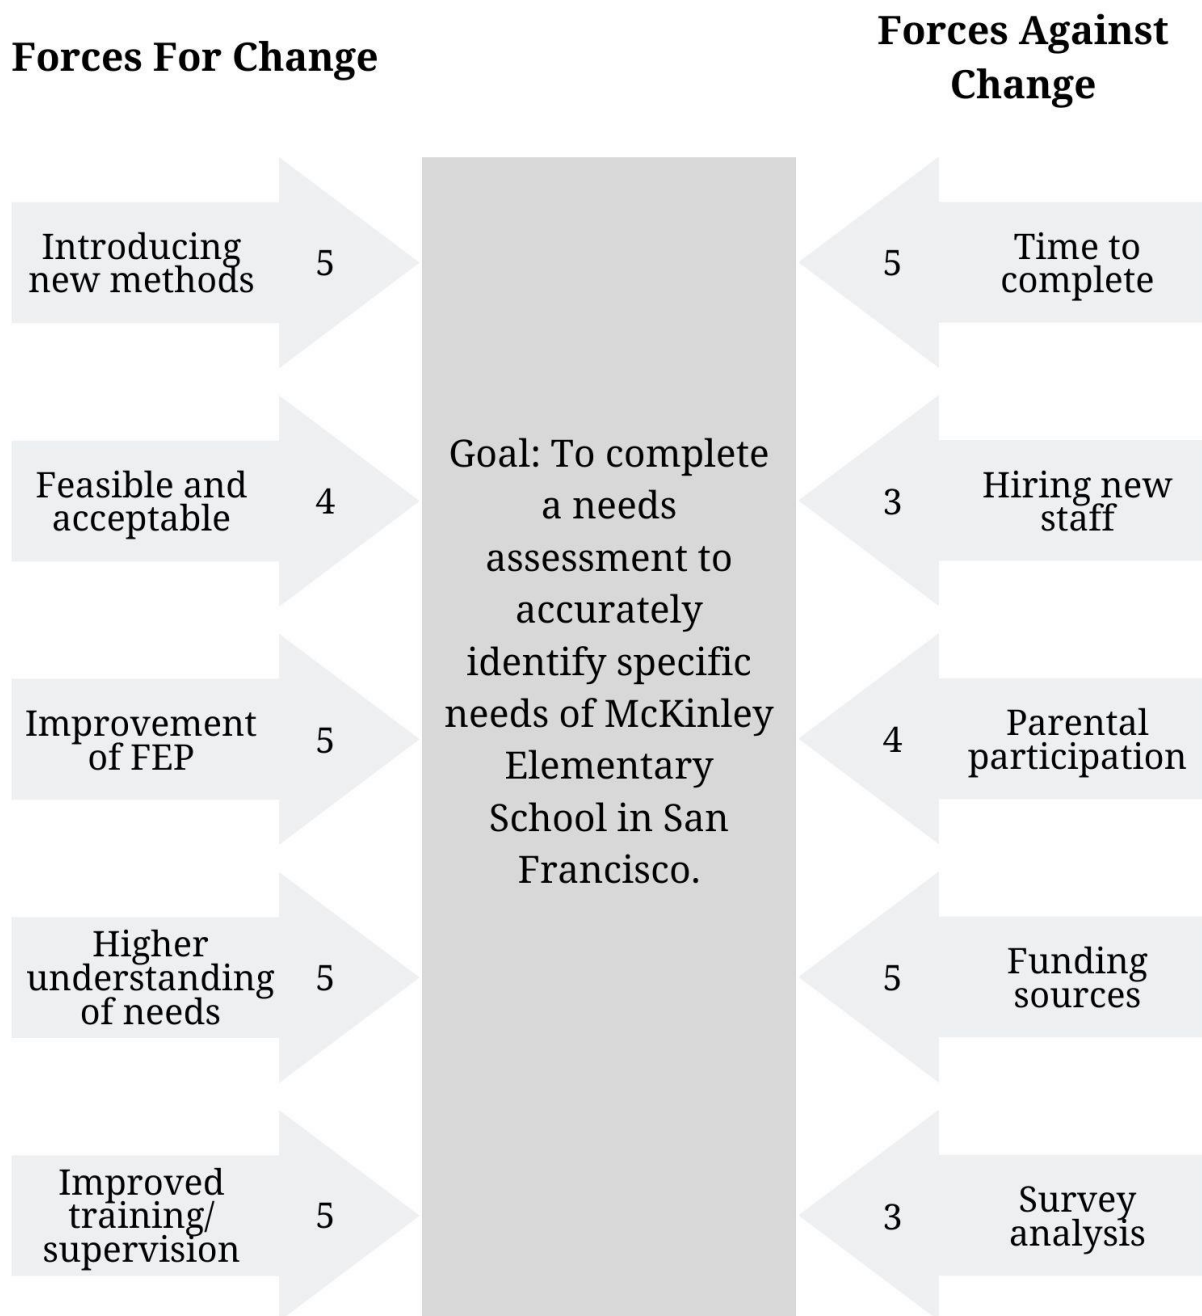 Forces For Change
Forces Against
Change
Introducing
new methods
5
5
Time to
complete
Feasible and
acceptable
4
3
Hiring new
staff
Improvement
of FEP
5
4
Parental
participation
Higher
understanding
of needs
5
5
Funding
sources
Improved
training/
supervision
5
3
Survey
analysis
Goal: To complete
a needs
assessment to
accurately
identify specific
needs of McKinley
Elementary
School in San
Francisco.